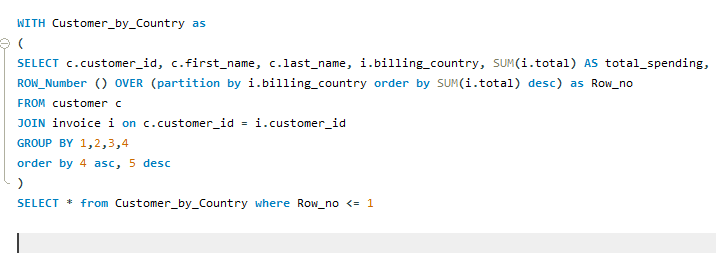 WITH Customer_by_Country as
(
SELECT c.customer_id, c.first_name, c.last_name, i.billing_country, SUM(i.total) AS total_spending,
ROW_Number () OVER (partition by i.billing_country order by SUM(i.total) desc) as Row_no
FROM customer c
JOIN invoice i on c.customer_id = i.customer_id
GROUP BY 1,2,3,4
order by 4 asc, 5 desc
)
SELECT * from Customer_by_Country where Row_no <= 1